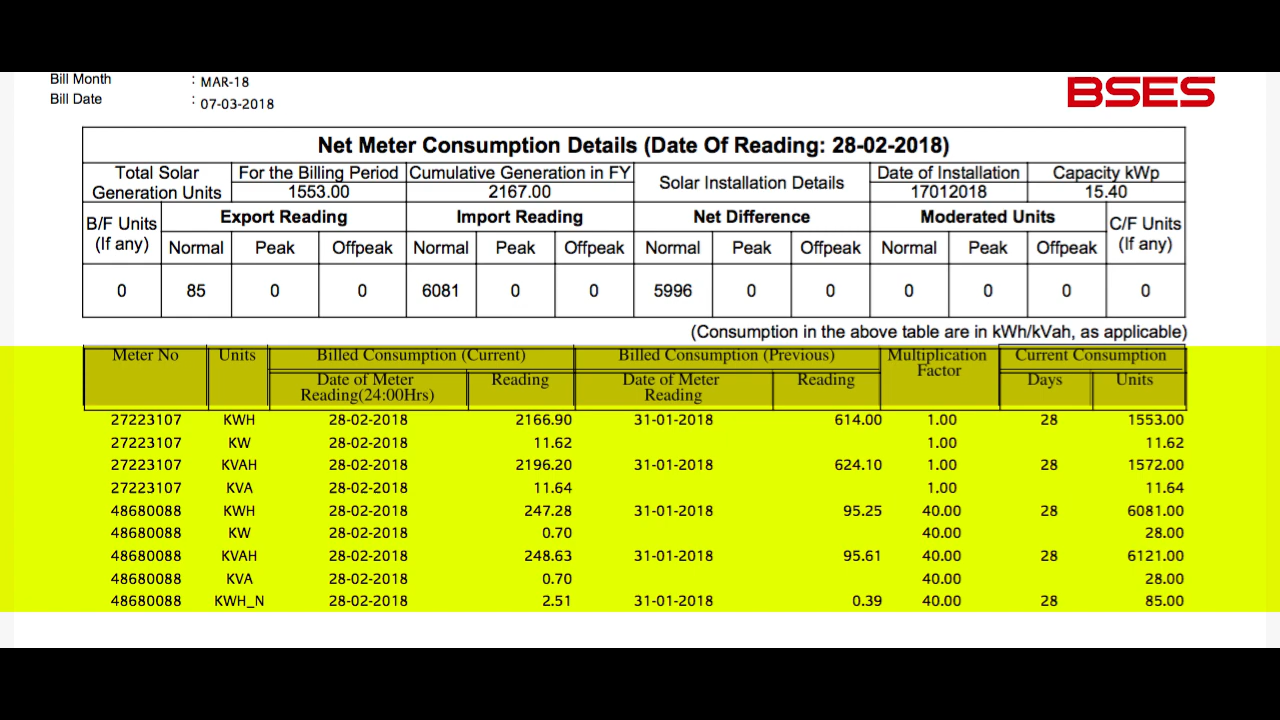 Bill Month : MAR-18
BSES
Bill Date : 07-03-2018
Net Meter Consumption Details (Date Of Reading: 28-02-2018)
Total Solar Generation Units For the Billing Period Cumulative Generation in FY Solar Installation Details Date of Installation Capacity kWp
1553.00 2167.00 17012018 15.40
B/F Units (If any) Export Reading Import Reading Net Difference Moderated Units C/F Units (If any)
Normal Peak Offpeak Normal Peak Offpeak Normal Peak Offpeak Normal Peak Offpeak
0 85 0 0 6081 0 0 5996 0 0 0 0 0 0
(Consumption in the above table are in kWh/kVah, as applicable)
Meter No Units Billed Consumption (Current) Billed Consumption (Previous) Multiplication Factor Current Consumption
Date of Meter Reading(24:00Hrs) Reading Date of Meter Reading Reading Days Units
27223107 KWH 28-02-2018 2166.90 31-01-2018 614.00 1.00 28 1553.00
27223107 KW 28-02-2018 11.62 1.00 11.62
27223107 KVAH 28-02-2018 2196.20 31-01-2018 624.10 1.00 28 1572.00
27223107 KVA 28-02-2018 11.64 1.00 11.64
48680088 KWH 28-02-2018 247.28 31-01-2018 95.25 40.00 28 6081.00
48680088 KW 28-02-2018 0.70 40.00 28.00
48680088 KVAH 28-02-2018 248.63 31-01-2018 95.61 40.00 28 6121.00
48680088 KVA 28-02-2018 0.70 40.00 28.00
48680088 KWH_N 28-02-2018 2.51 31-01-2018 0.39 40.00 28 85.00